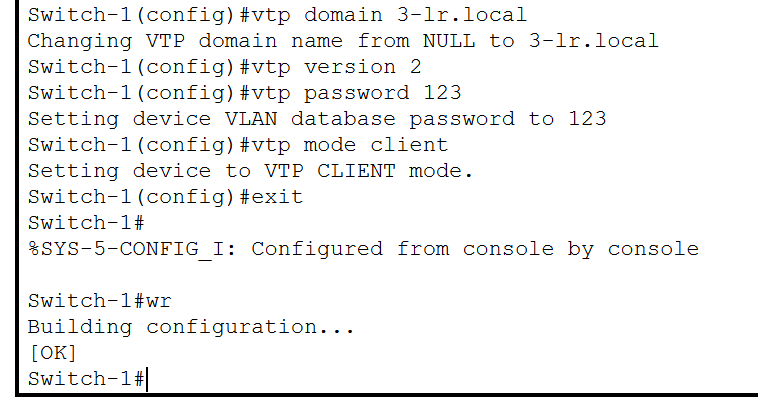 Switch-1(config)#vtp domain 3-lr.local
Changing VTP domain name from NULL to 3-lr.local
Switch-1(config)#vtp version 2
Switch-1(config)#vtp password 123
Setting device VLAN database password to 123
Switch-1(config)#vtp mode client
Setting device to VTP CLIENT mode.
Switch-1(config)#exit
Switch-1#
%SYS-5-CONFIG_I: Configured from console by console
Switch-1#wr
Building configuration...
[OK]
Switch-1#